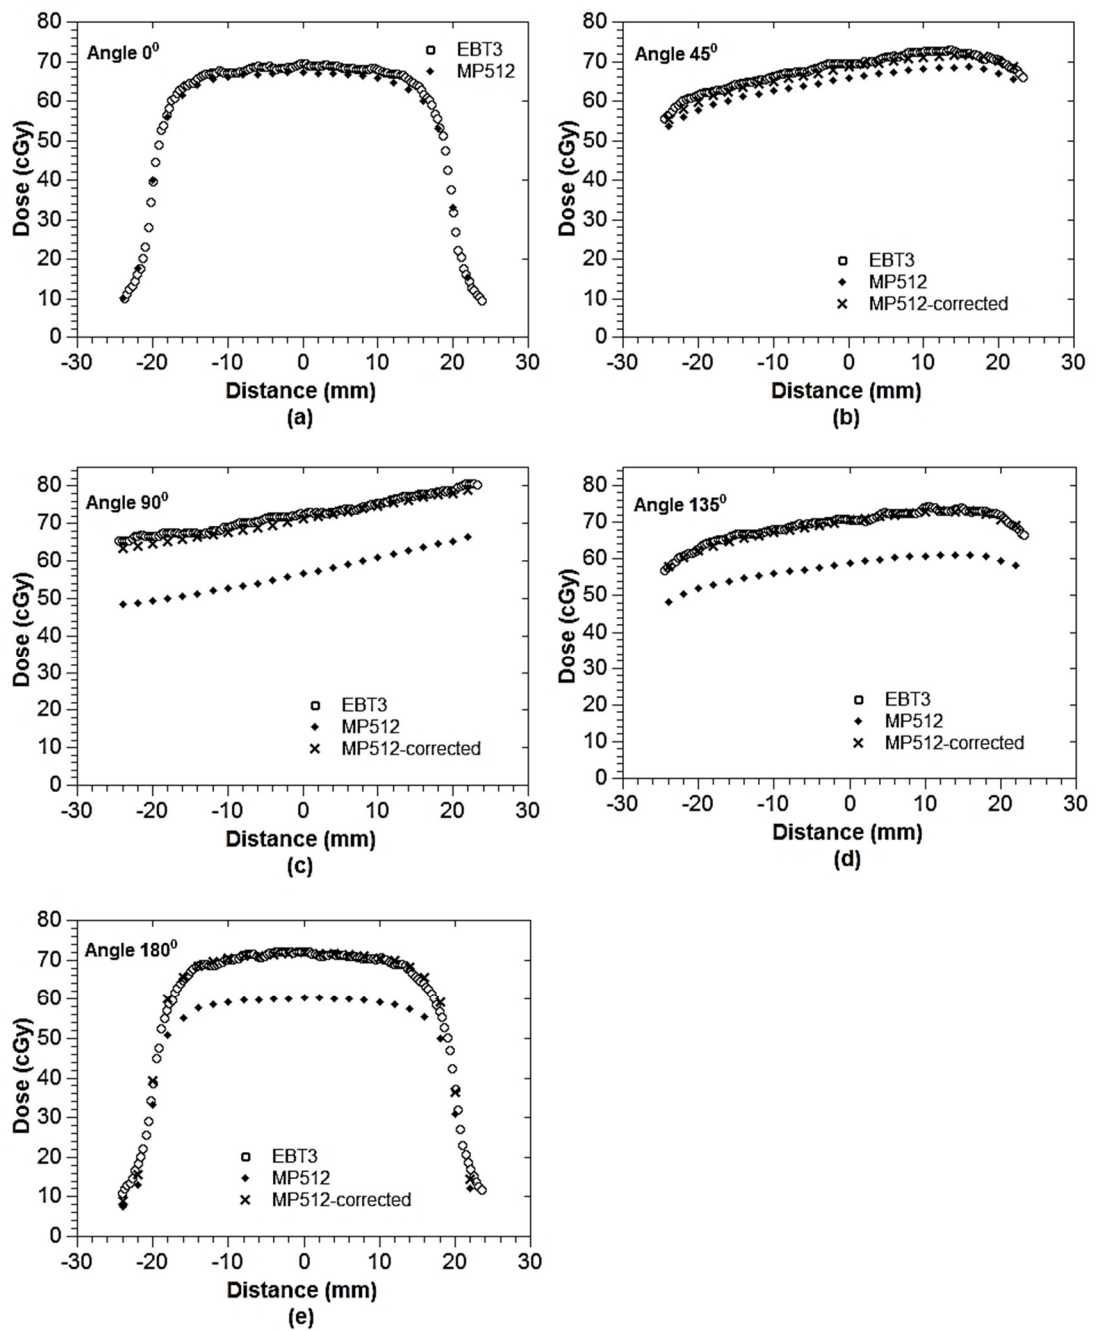 Angle 0⁰
EBT3
MP512
80
70
60
50
40
30
20
10
0
Dose (cGy)
-30 -20 -10 0 10 20 30
Distance (mm)
(a)
Angle 45⁰
80
70
60
50
40
30
20
10
0
Dose (cGy)
EBT3
MP512
MP512-corrected
-30 -20 -10 0 10 20 30
Distance (mm)
(b)
Angle 90⁰
80
70
60
50
40
30
20
10
0
Dose (cGy)
EBT3
MP512
MP512-corrected
-30 -20 -10 0 10 20 30
Distance (mm)
(c)
Angle 135⁰
80
70
60
50
40
30
20
10
0
Dose (cGy)
EBT3
MP512
MP512-corrected
-30 -20 -10 0 10 20 30
Distance (mm)
(d)
Angle 180⁰
80
70
60
50
40
30
20
10
0
Dose (cGy)
EBT3
MP512
MP512-corrected
-30 -20 -10 0 10 20 30
Distance (mm)
(e)